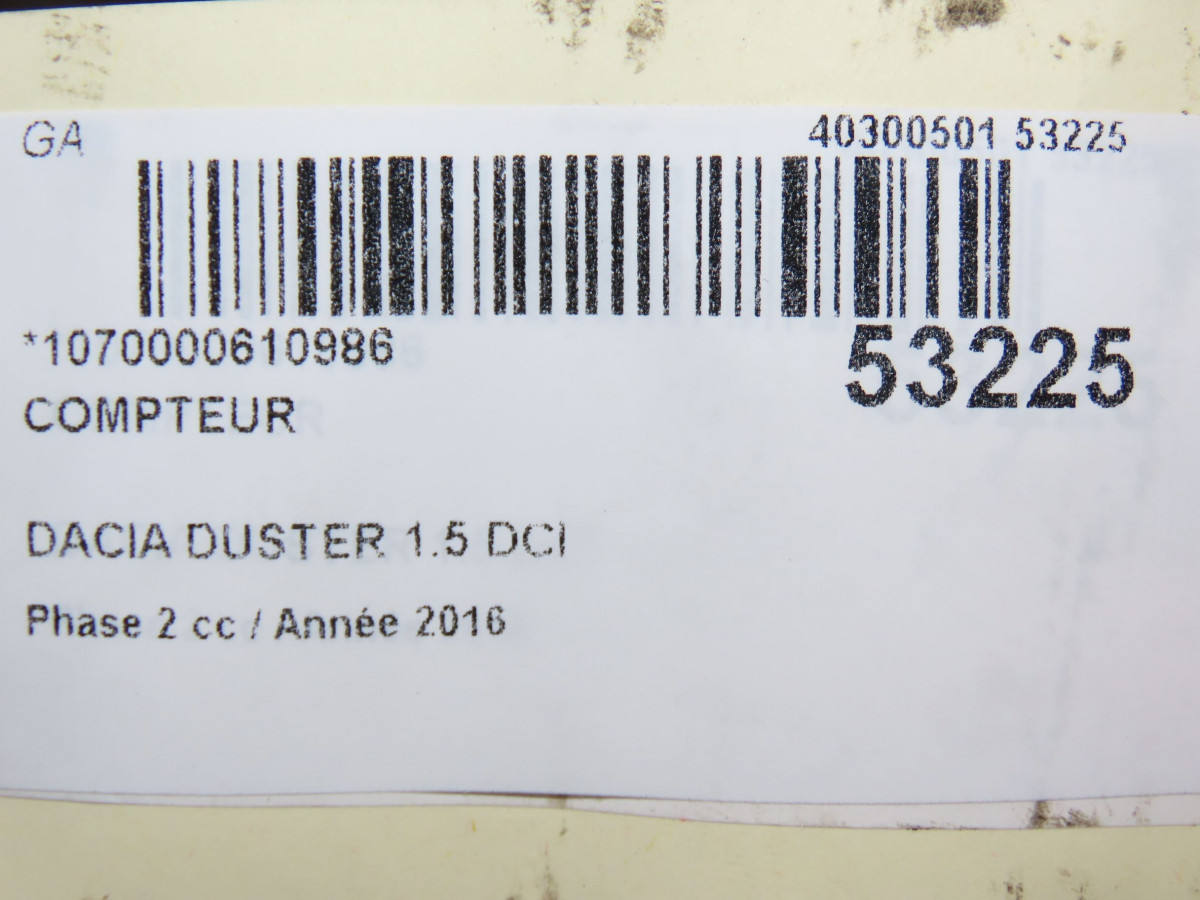 GA
40300501 53225
*1070000610986
53225
COMPTEUR
DACIA DUSTER 1.5 DCI
Phase 2 cc / Année 2016